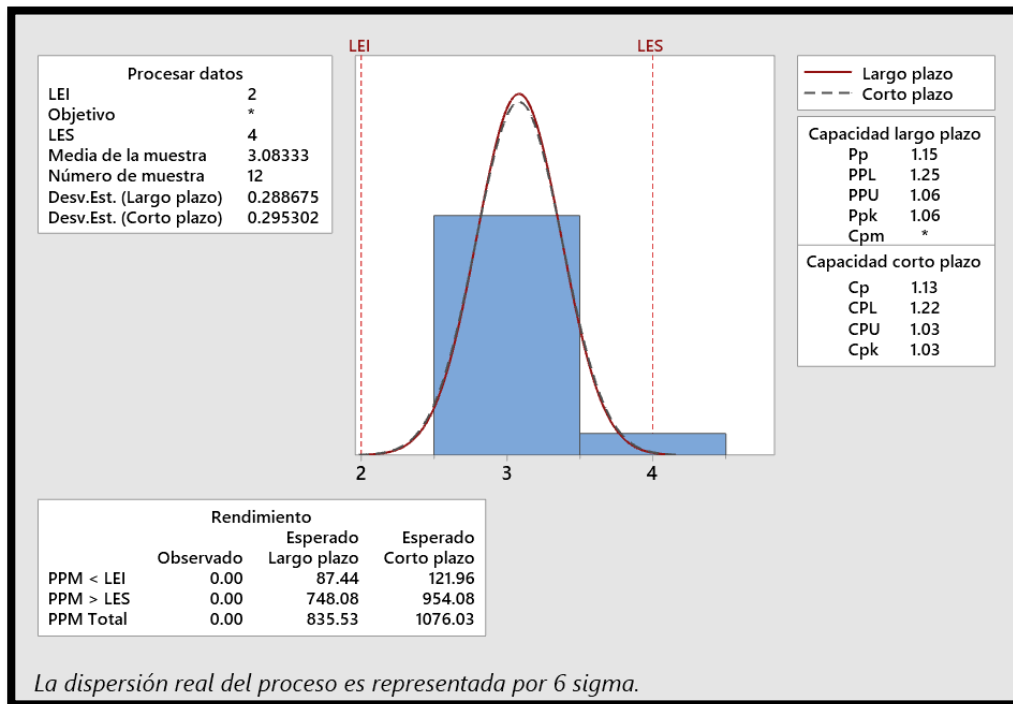 LEI
LES
Procesar datos
LEI 2
Objetivo *
LES 4
Media de la muestra 3.08333
Número de muestra 12
Desv.Est. (Largo plazo) 0.288675
Desv.Est. (Corto plazo) 0.295302
Largo plazo
Corto plazo
Capacidad largo plazo
Pp 1.15
PPL 1.25
PPU 1.06
Ppk 1.06
Cpm *
Capacidad corto plazo
Cp 1.13
CPL 1.22
CPU 1.03
Cpk 1.03
2 3 4
Rendimiento
Esperado Esperado
Observado Largo plazo Corto plazo
PPM < LEI 0.00 87.44 121.96
PPM > LES 0.00 748.08 954.08
PPM Total 0.00 835.53 1076.03
La dispersión real del proceso es representada por 6 sigma.